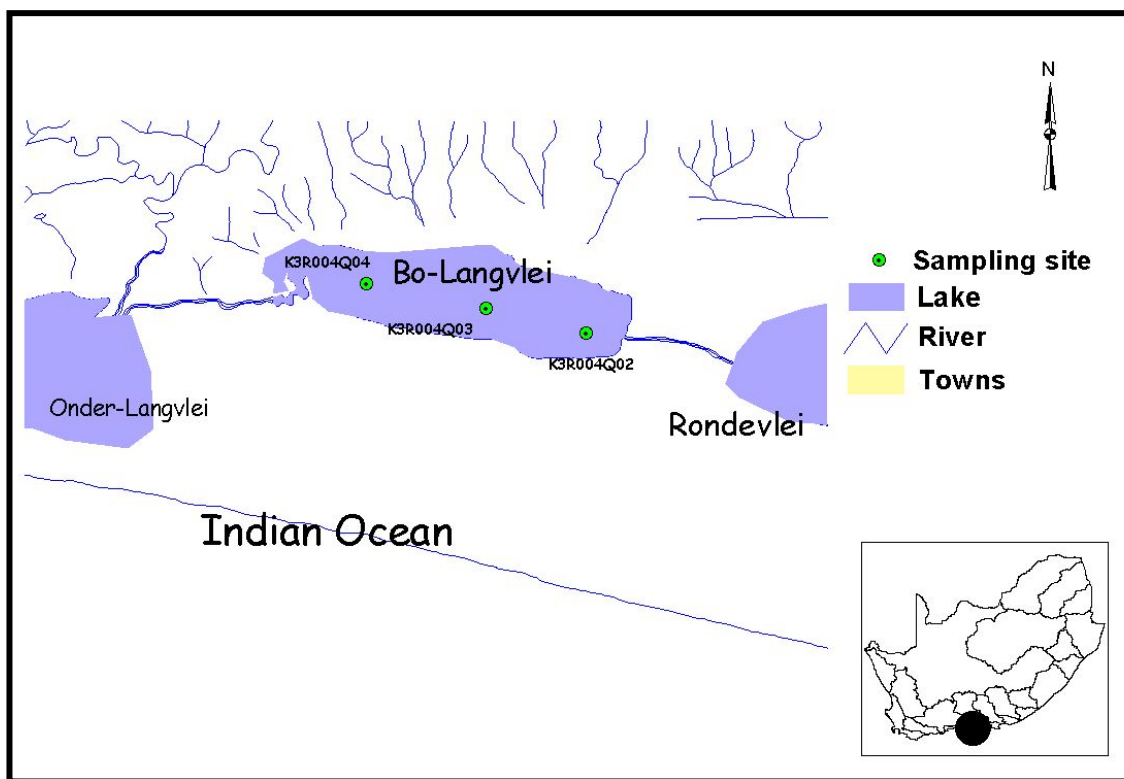 N
K3R004Q04
Bo-Langvlei
K3R004Q03
K3R004Q02
Onder-Langvlei
Rondevlei
Indian Ocean
Sampling site
Lake
River
Towns